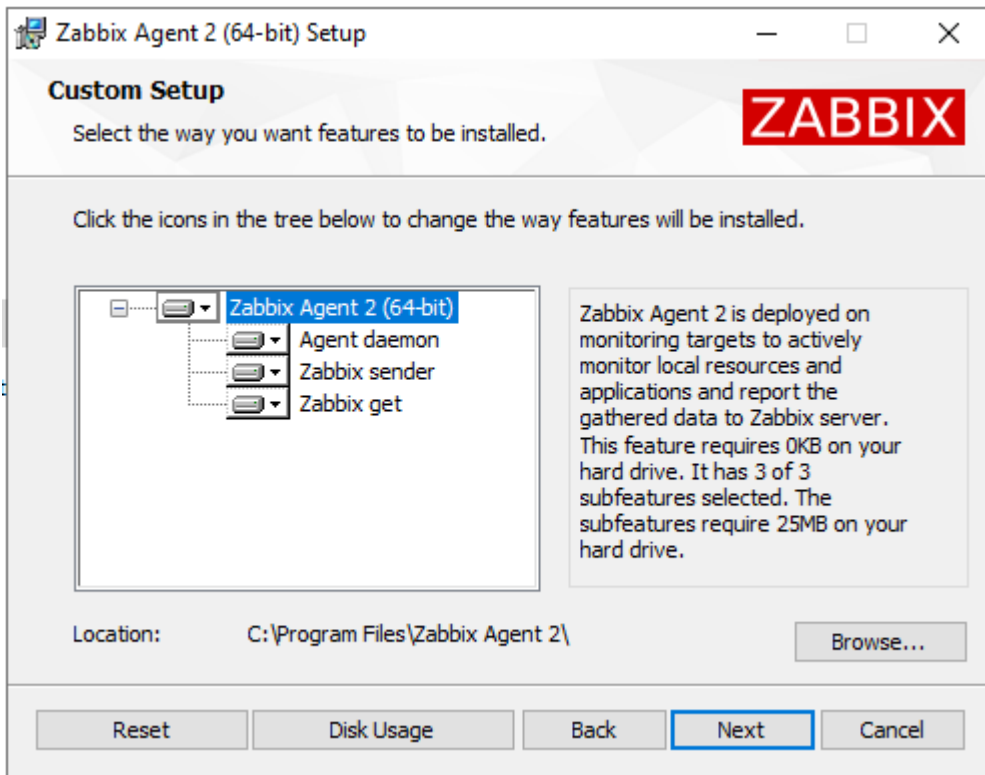 Zabbix Agent 2 (64-bit) Setup
Custom Setup
Select the way you want features to be installed.
ZABBIX
Click the icons in the tree below to change the way features will be installed.
Zabbix Agent 2 (64-bit)
Agent daemon
Zabbix sender
Zabbix get
Zabbix Agent 2 is deployed on
monitoring targets to actively
monitor local resources and
applications and report the
gathered data to Zabbix server.
This feature requires 0KB on your
hard drive. It has 3 of 3
subfeatures selected. The
subfeatures require 25MB on your
hard drive.
Location: C:\Program Files\Zabbix Agent 2\
Browse...
Reset Disk Usage Back Next Cancel